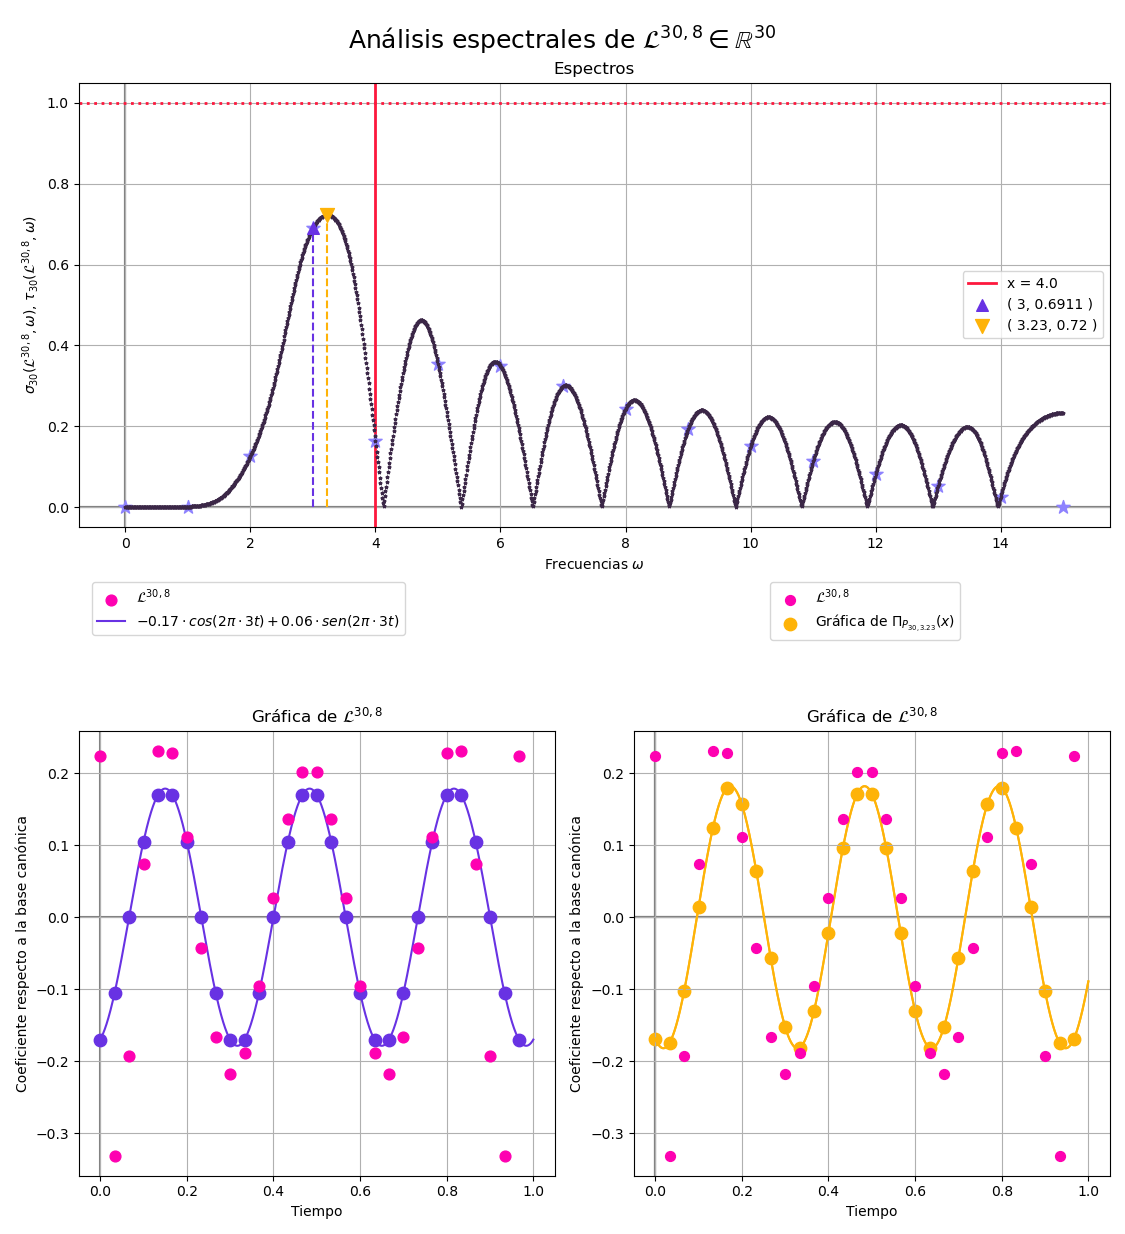 Análisis espectrales de $\mathcal{L}^{30,8} \in \mathbb{R}^{30}$
Espectros
1.0
0.8
0.6
0.4
0.2
0.0
$\sigma_{30}(\mathcal{L}^{30,8}, \omega), \tau_{30}(\mathcal{L}^{30,8}, \omega)$
x = 4.0
( 3, 0.6911 )
( 3.23, 0.72 )
0 2 4 6 8 10 12 14
Frecuencias ω
$\mathcal{L}^{30,8}$
$-0.17 \cdot cos(2\pi \cdot 3t) + 0.06 \cdot sen(2\pi \cdot 3t)$
$\mathcal{L}^{30,8}$
Gráfica de $\Pi_{P_{30,3.23}}(x)$
Gráfica de $\mathcal{L}^{30,8}$
0.2
0.1
0.0
−0.1
−0.2
−0.3
Coeficiente respecto a la base canónica
0.0 0.2 0.4 0.6 0.8 1.0
Tiempo
Gráfica de $\mathcal{L}^{30,8}$
0.2
0.1
0.0
−0.1
−0.2
−0.3
Coeficiente respecto a la base canónica
0.0 0.2 0.4 0.6 0.8 1.0
Tiempo